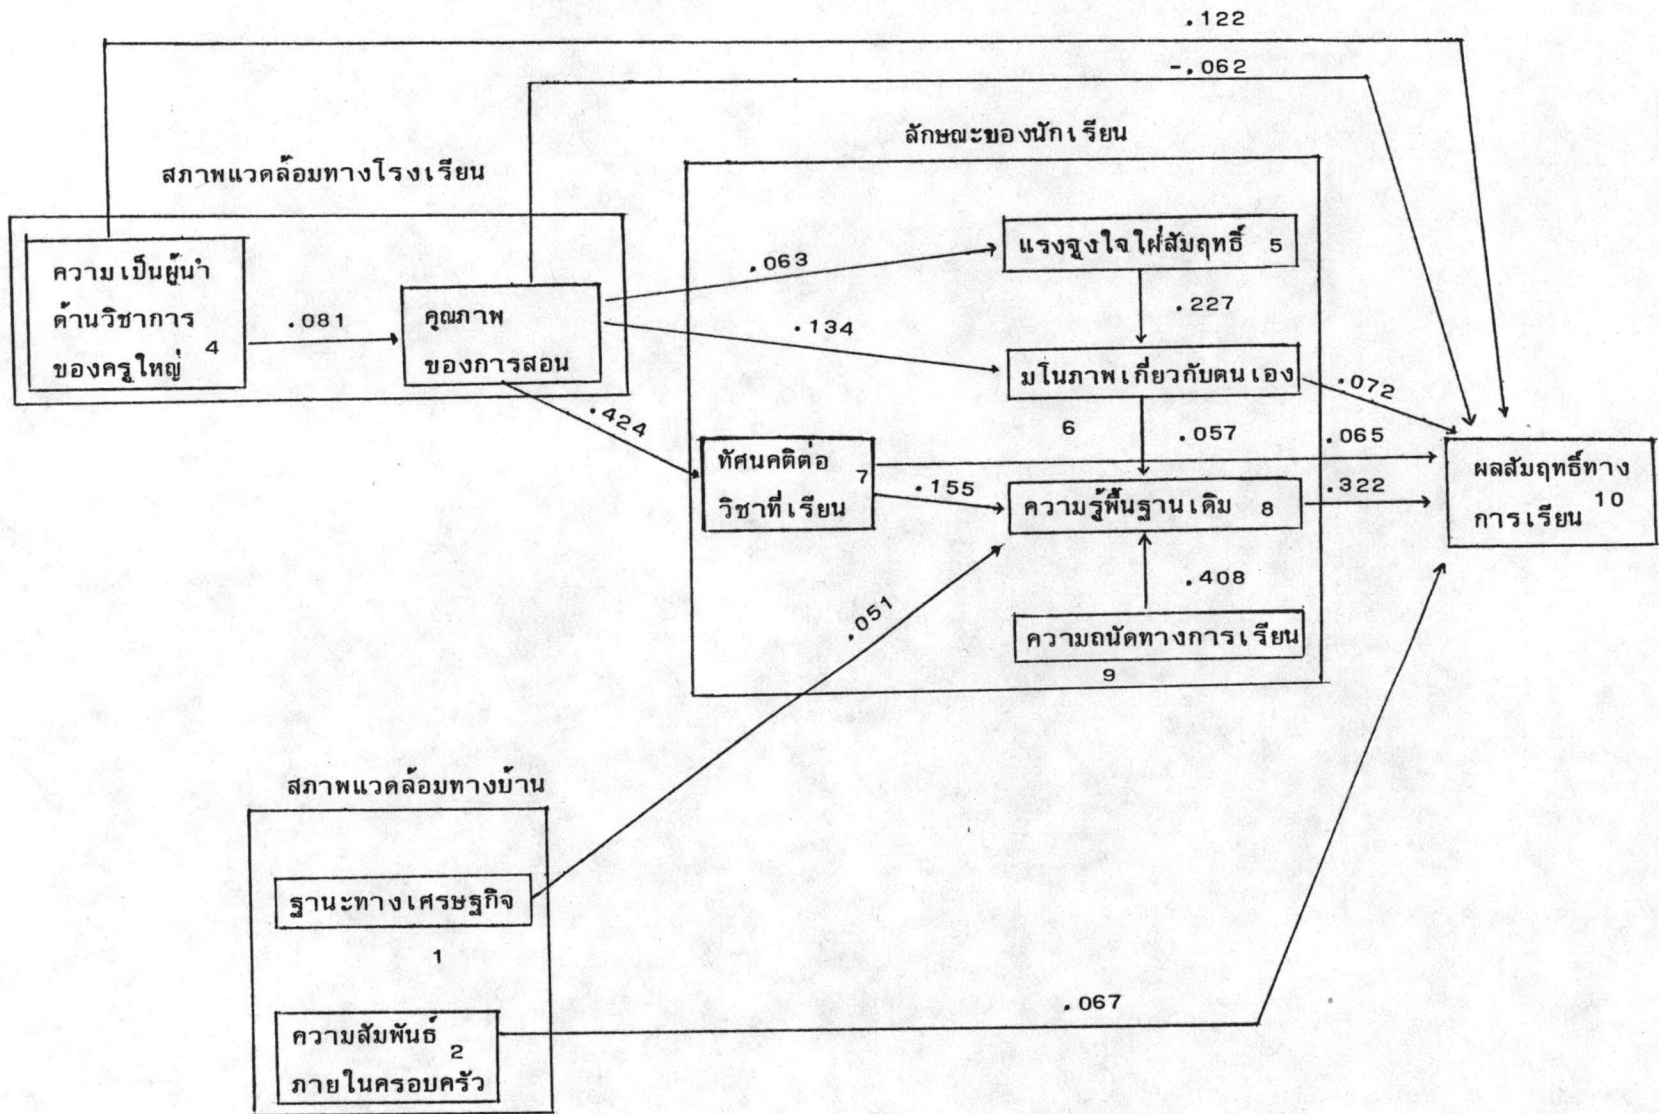 .122
-.062
ลักษณะของนักเรียน
สภาพแวดล้อมทางโรงเรียน
ความเป็นผู้นำ
ด้านวิชาการ
ของครูใหญ่ 4
.081
คุณภาพ
ของการสอน
.063
.134
.424
แรงจูงใจใฝ่สัมฤทธิ์ 5
.227
มโนภาพเกี่ยวกับตนเอง
6
.057
.072
.065
ทัศนคติต่อ 7
วิชาที่เรียน
.155
ความรู้พื้นฐานเดิม 8
.322
ผลสัมฤทธิ์ทาง
การเรียน 10
.408
.051
ความถนัดทางการเรียน
9
สภาพแวดล้อมทางบ้าน
ฐานะทางเศรษฐกิจ
1
.067
ความสัมพันธ์ 2
ภายในครอบครัว